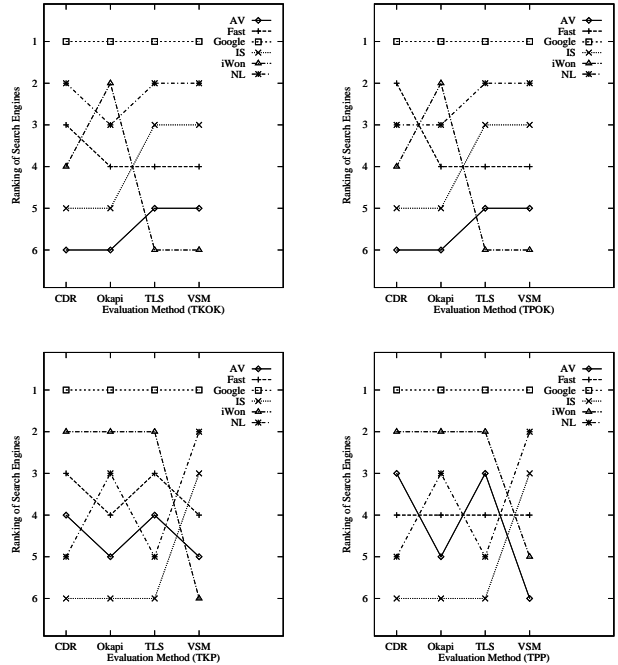 AV
Fast
Google
IS
iWon
NL
1
2
3
4
5
6
Ranking of Search Engines
CDR Okapi TLS VSM
Evaluation Method (TKOK)
AV
Fast
Google
IS
iWon
NL
1
2
3
4
5
6
Ranking of Search Engines
CDR Okapi TLS VSM
Evaluation Method (TPOK)
AV
Fast
Google
IS
iWon
NL
1
2
3
4
5
6
Ranking of Search Engines
CDR Okapi TLS VSM
Evaluation Method (TKP)
AV
Fast
Google
IS
iWon
NL
1
2
3
4
5
6
Ranking of Search Engines
CDR Okapi TLS VSM
Evaluation Method (TPP)